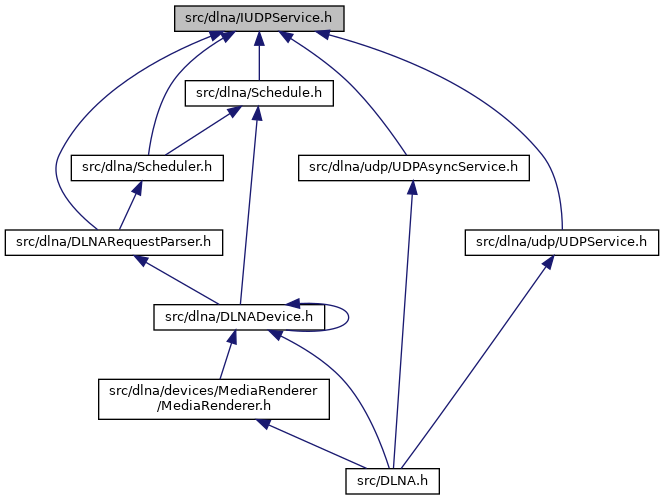 src/dlna/IUDPService.h
src/dlna/Schedule.h
src/dlna/Scheduler.h
src/dlna/udp/UDPAsyncService.h
src/dlna/DLNARequestParser.h
src/dlna/udp/UDPService.h
src/dlna/DLNADevice.h
src/dlna/devices/MediaRenderer
/MediaRenderer.h
src/DLNA.h